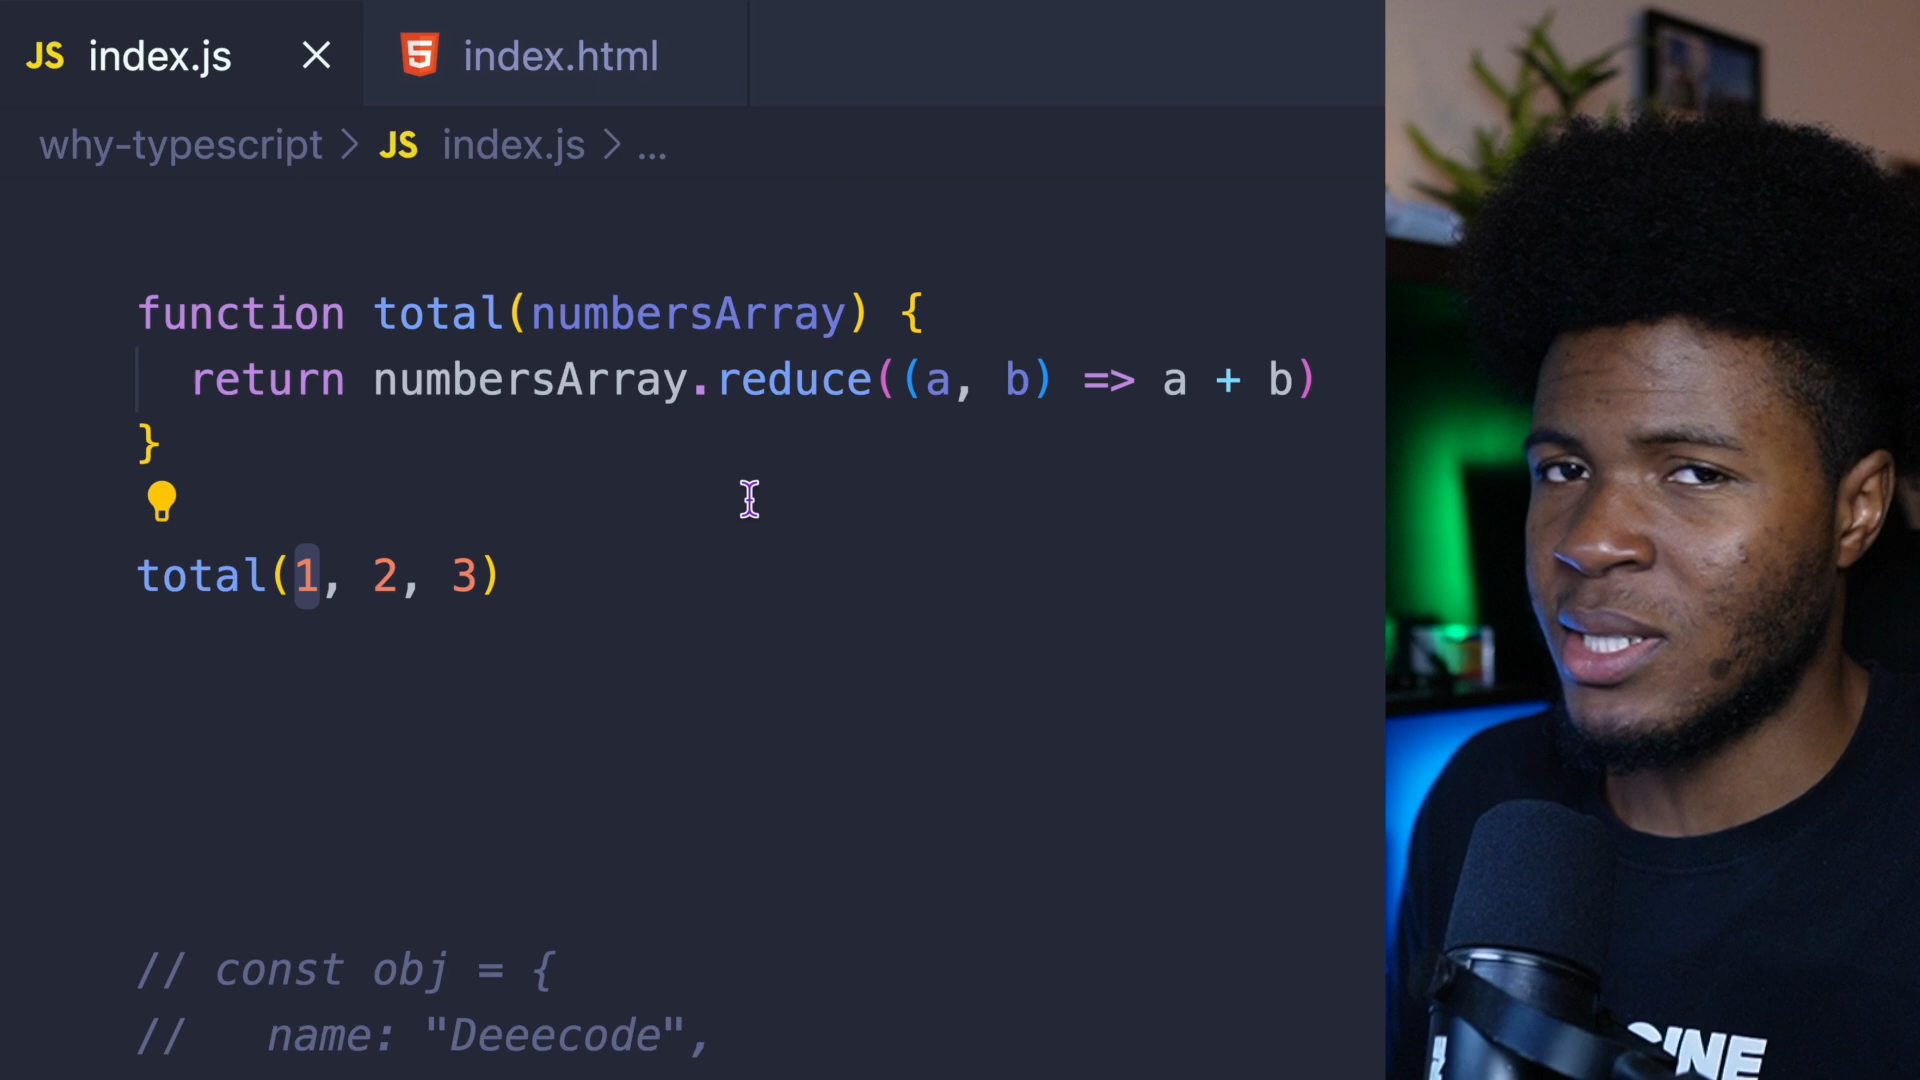 JS index.js × 5 index.html
why-typescript > JS index.js > ...
function total(numbersArray) {
return numbersArray.reduce((a, b) => a + b)
}
total(1, 2, 3)
// const obj = {
//   name: "Deeecode",